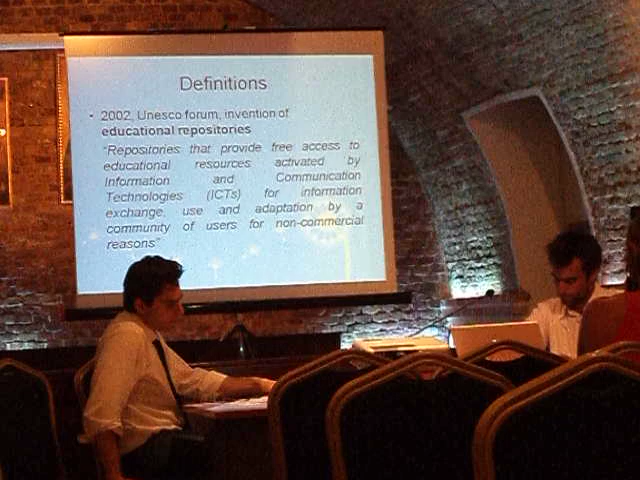 Definitions
• 2002, Unesco forum, invention of
educational repositories
"Repositories that provide free access to
educational resources activated by
Information and Communication
Technologies (ICTs) for information
exchange, use and adaptation by a
community of users for non-commercial
reasons"